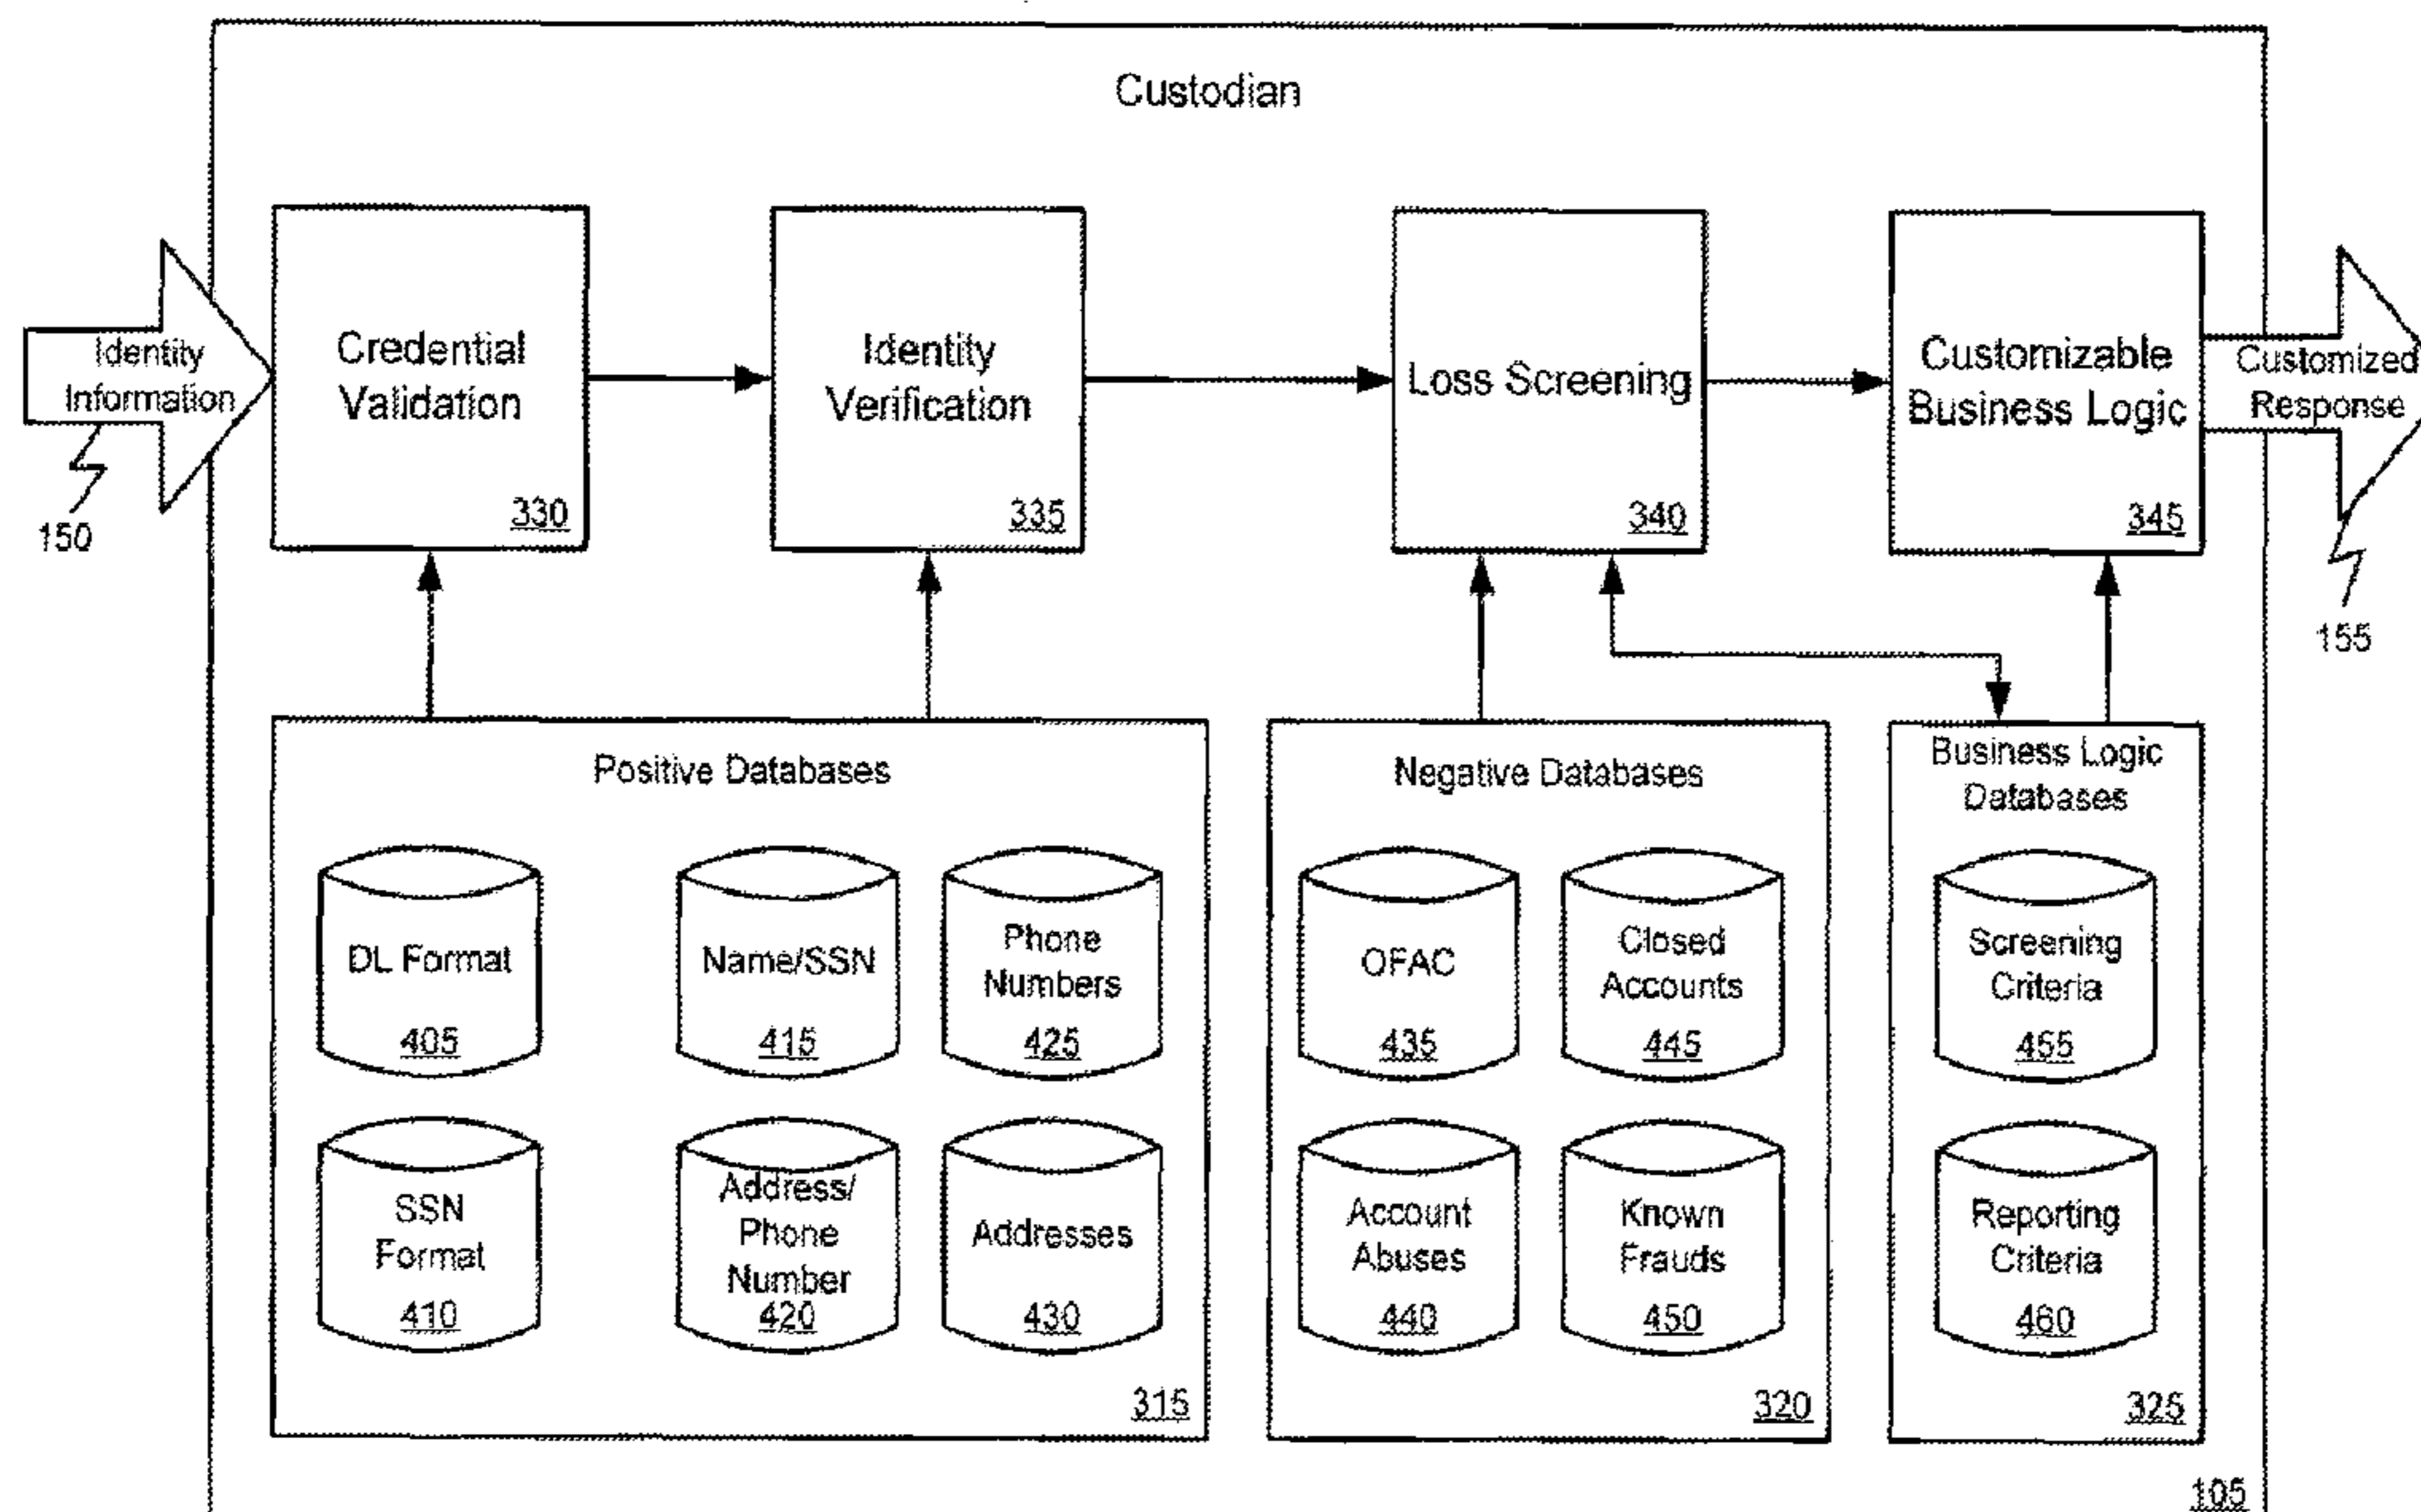 Custodian
Identity
Information
150
Credential
Validation
330
Identity
Verification
335
Loss Screening
340
Customizable
Business Logic
345
Customized
Response
155
Positive Databases
DL Format
405
Name/SSN
415
Phone
Numbers
425
SSN
Format
410
Address/
Phone
Number
420
Addresses
430
315
Negative Databases
OFAC
435
Closed
Accounts
445
Account
Abuses
440
Known
Frauds
450
320
Business Logic
Databases
Screening
Criteria
455
Reporting
Criteria
460
325
105